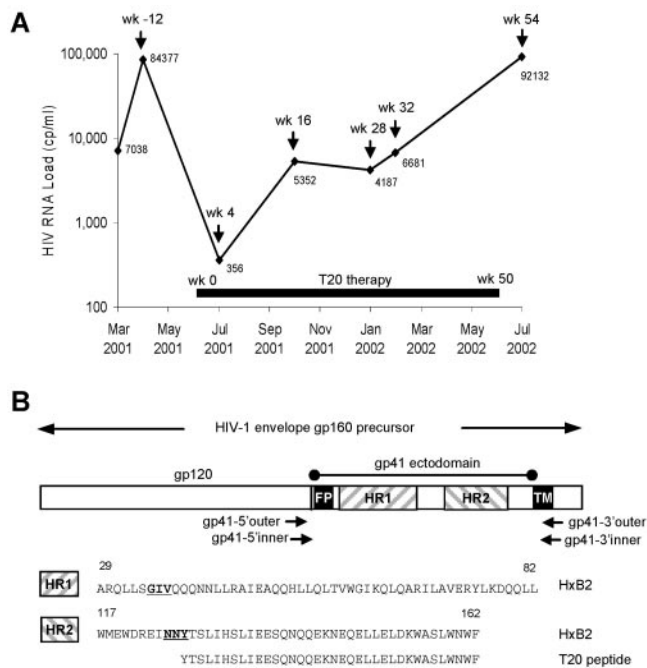 A
wk -12
wk 54
100,000
84377
92132
wk 32
wk 16
wk 28
10,000
7038
5352
4187
6681
HIV RNA Load (cp/ml)
wk 4
1,000
356
wk 0
T20 therapy
wk 50
100
Mar 2001
May 2001
Jul 2001
Sep 2001
Nov 2001
Jan 2002
Mar 2002
May 2002
Jul 2002
B
HIV-1 envelope gp160 precursor
gp120
gp41 ectodomain
FP
HR1
HR2
TM
gp41-5'outer
gp41-3'outer
gp41-5'inner
gp41-3'inner
29
82
HR1
ARQLLSGIVQQQNNLLRAIEAQQHLLQLTVWGIKQLQARILAVERYLKDQQLL
HxB2
117
162
HR2
WMEWDREINNYTSLIHSLIEESQNQQEKNEQELLELDKWASLWNWF
HxB2
YTSLIHSLIEESQNQQEKNEQELLELDKWASLWNWF
T20 peptide